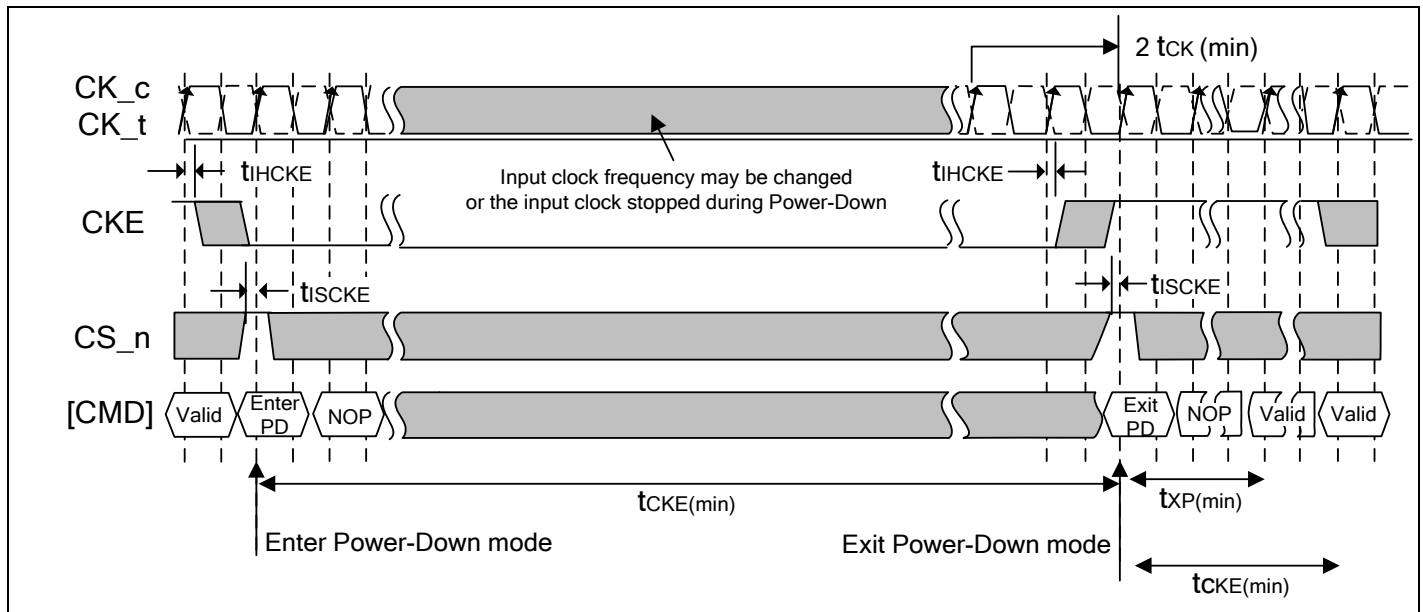 2 tCK (min)
CK_c
CK_t
tIHCKE
Input clock frequency may be changed
or the input clock stopped during Power-Down
tIHCKE
CKE
tISCKE
tISCKE
CS_n
[CMD]
Valid
Enter
PD
NOP
Exit
PD
NOP
Valid
Valid
tCKE(min)
tXP(min)
Enter Power-Down mode
Exit Power-Down mode
tCKE(min)